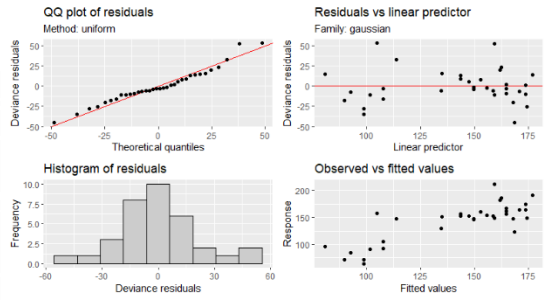 QQ plot of residuals
Method: uniform
Deviance residuals
50
25
0
-25
-50
-50
-25
0
25
50
Theoretical quantiles
Residuals vs linear predictor
Family: gaussian
Deviance residuals
50
25
0
-25
-50
100
125
150
175
Linear predictor
Histogram of residuals
Frequency
10.0
7.5
5.0
2.5
0.0
-60
-30
0
30
60
Deviance residuals
Observed vs fitted values
Response
200
150
100
100
125
150
175
Fitted values